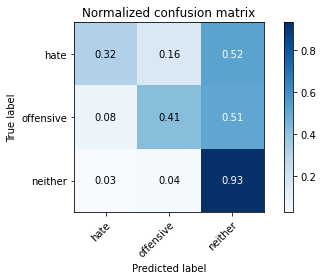 Normalized confusion matrix
True label
hate
0.32 0.16 0.52
offensive
0.08 0.41 0.51
neither
0.03 0.04 0.93
hate
offensive
neither
Predicted label
0.8
0.6
0.4
0.2